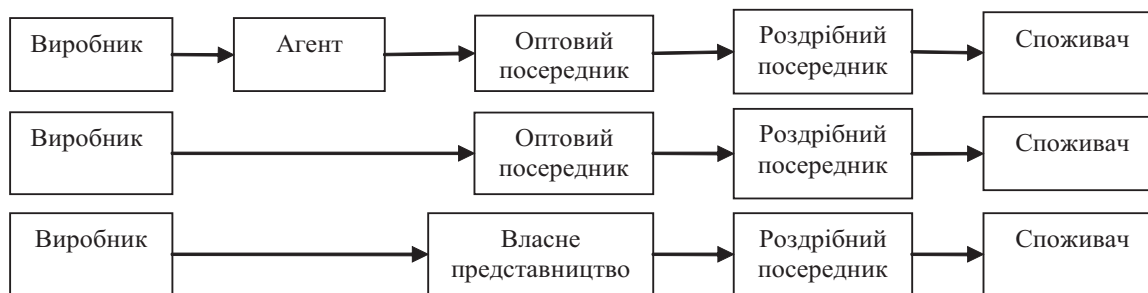 Виробник
Агент
Оптовий
посередник
Роздрібний
посередник
Споживач
Виробник
Оптовий
посередник
Роздрібний
посередник
Споживач
Виробник
Власне
представництво
Роздрібний
посередник
Споживач